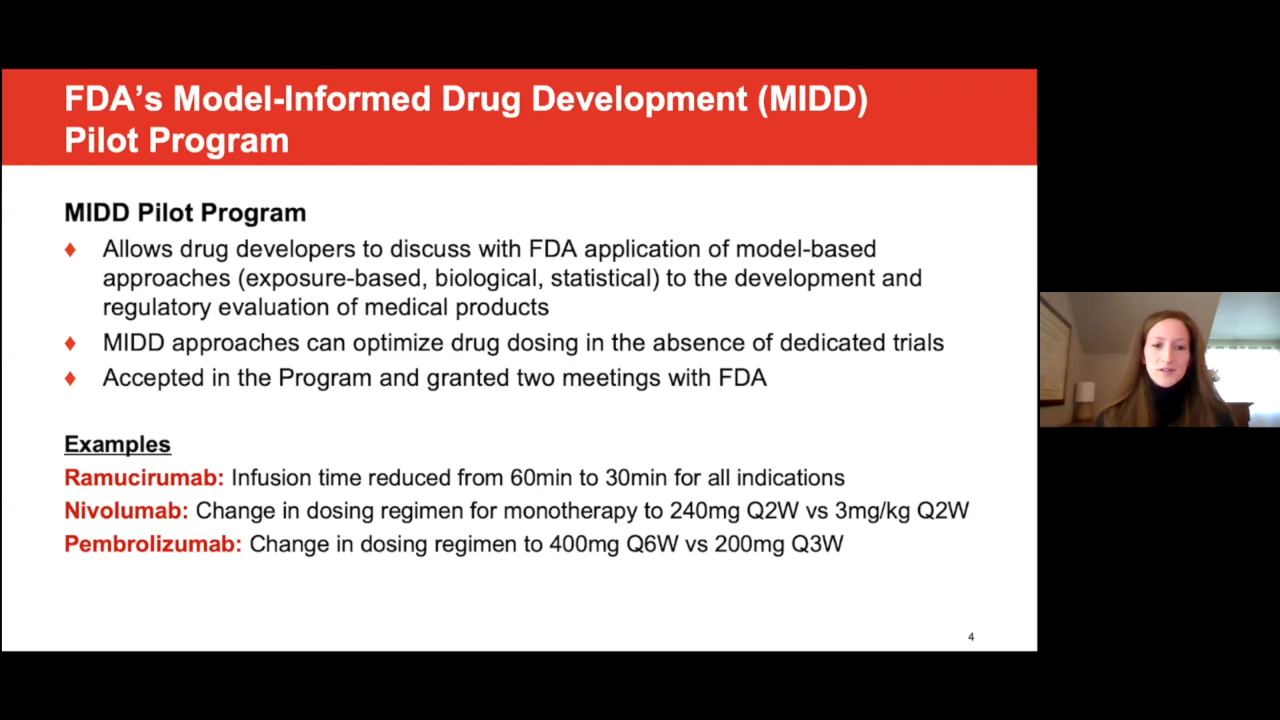 FDA’s Model-Informed Drug Development (MIDD)
Pilot Program
MIDD Pilot Program
♦ Allows drug developers to discuss with FDA application of model-based
approaches (exposure-based, biological, statistical) to the development and
regulatory evaluation of medical products
♦ MIDD approaches can optimize drug dosing in the absence of dedicated trials
♦ Accepted in the Program and granted two meetings with FDA
Examples
Ramucirumab: Infusion time reduced from 60min to 30min for all indications
Nivolumab: Change in dosing regimen for monotherapy to 240mg Q2W vs 3mg/kg Q2W
Pembrolizumab: Change in dosing regimen to 400mg Q6W vs 200mg Q3W
4